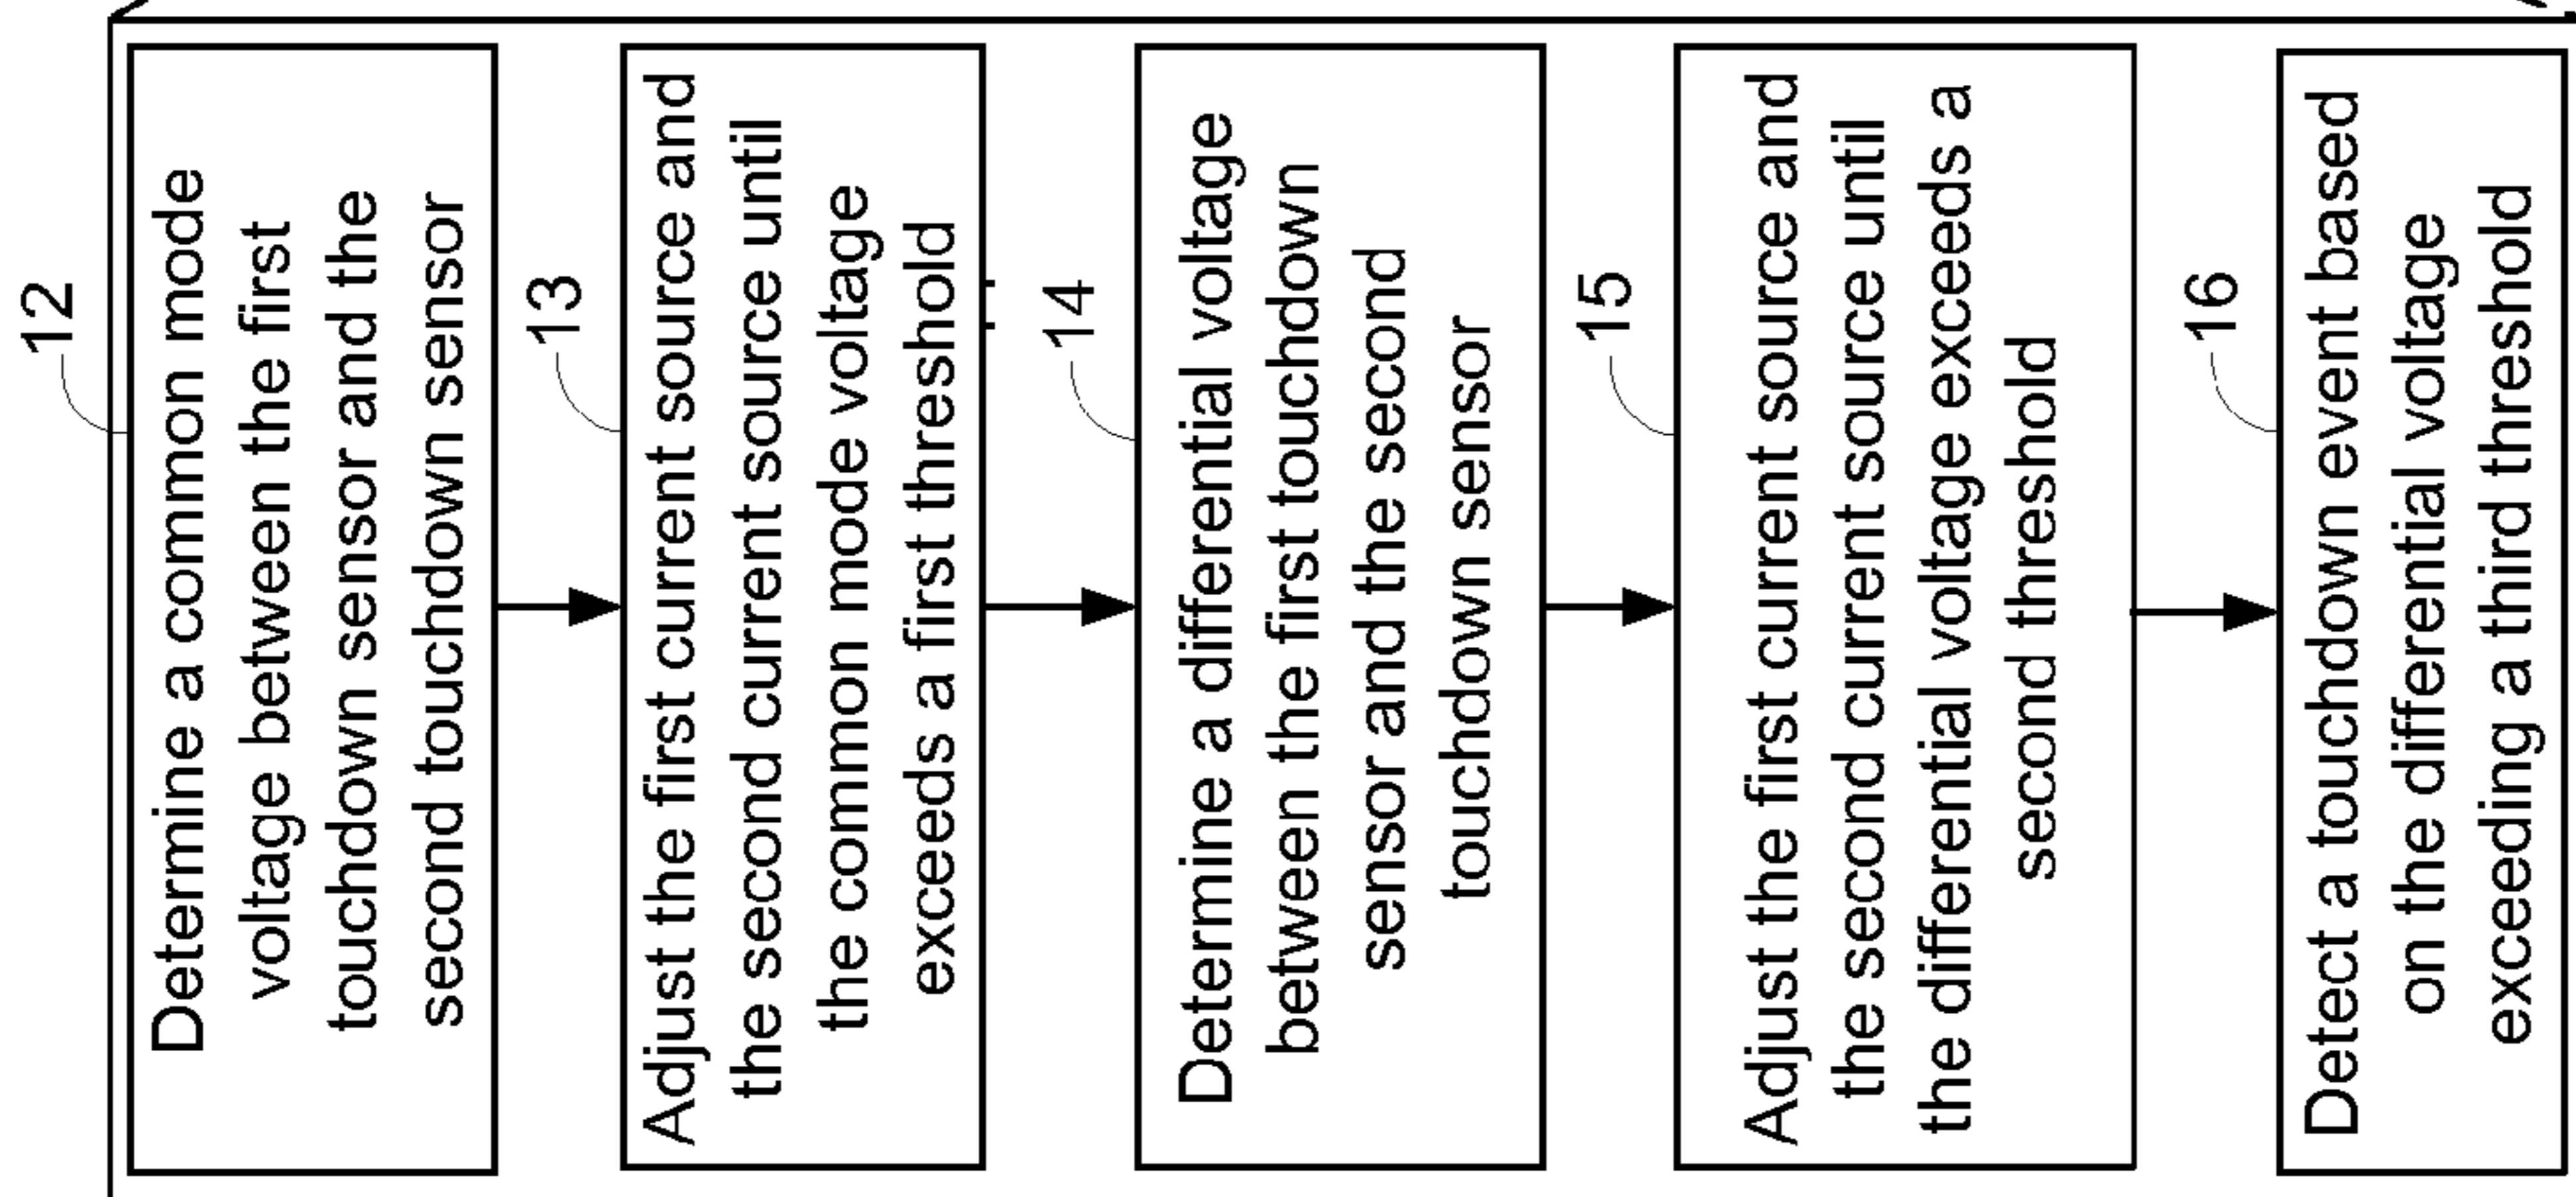 12
Determine a common mode
voltage between the first
touchdown sensor and the
second touchdown sensor
13
Adjust the first current source and
the second current source until
the common mode voltage
exceeds a first threshold
14
Determine a differential voltage
between the first touchdown
sensor and the second
touchdown sensor
15
Adjust the first current source and
the second current source until
the differential voltage exceeds a
second threshold
16
Detect a touchdown event based
on the differential voltage
exceeding a third threshold